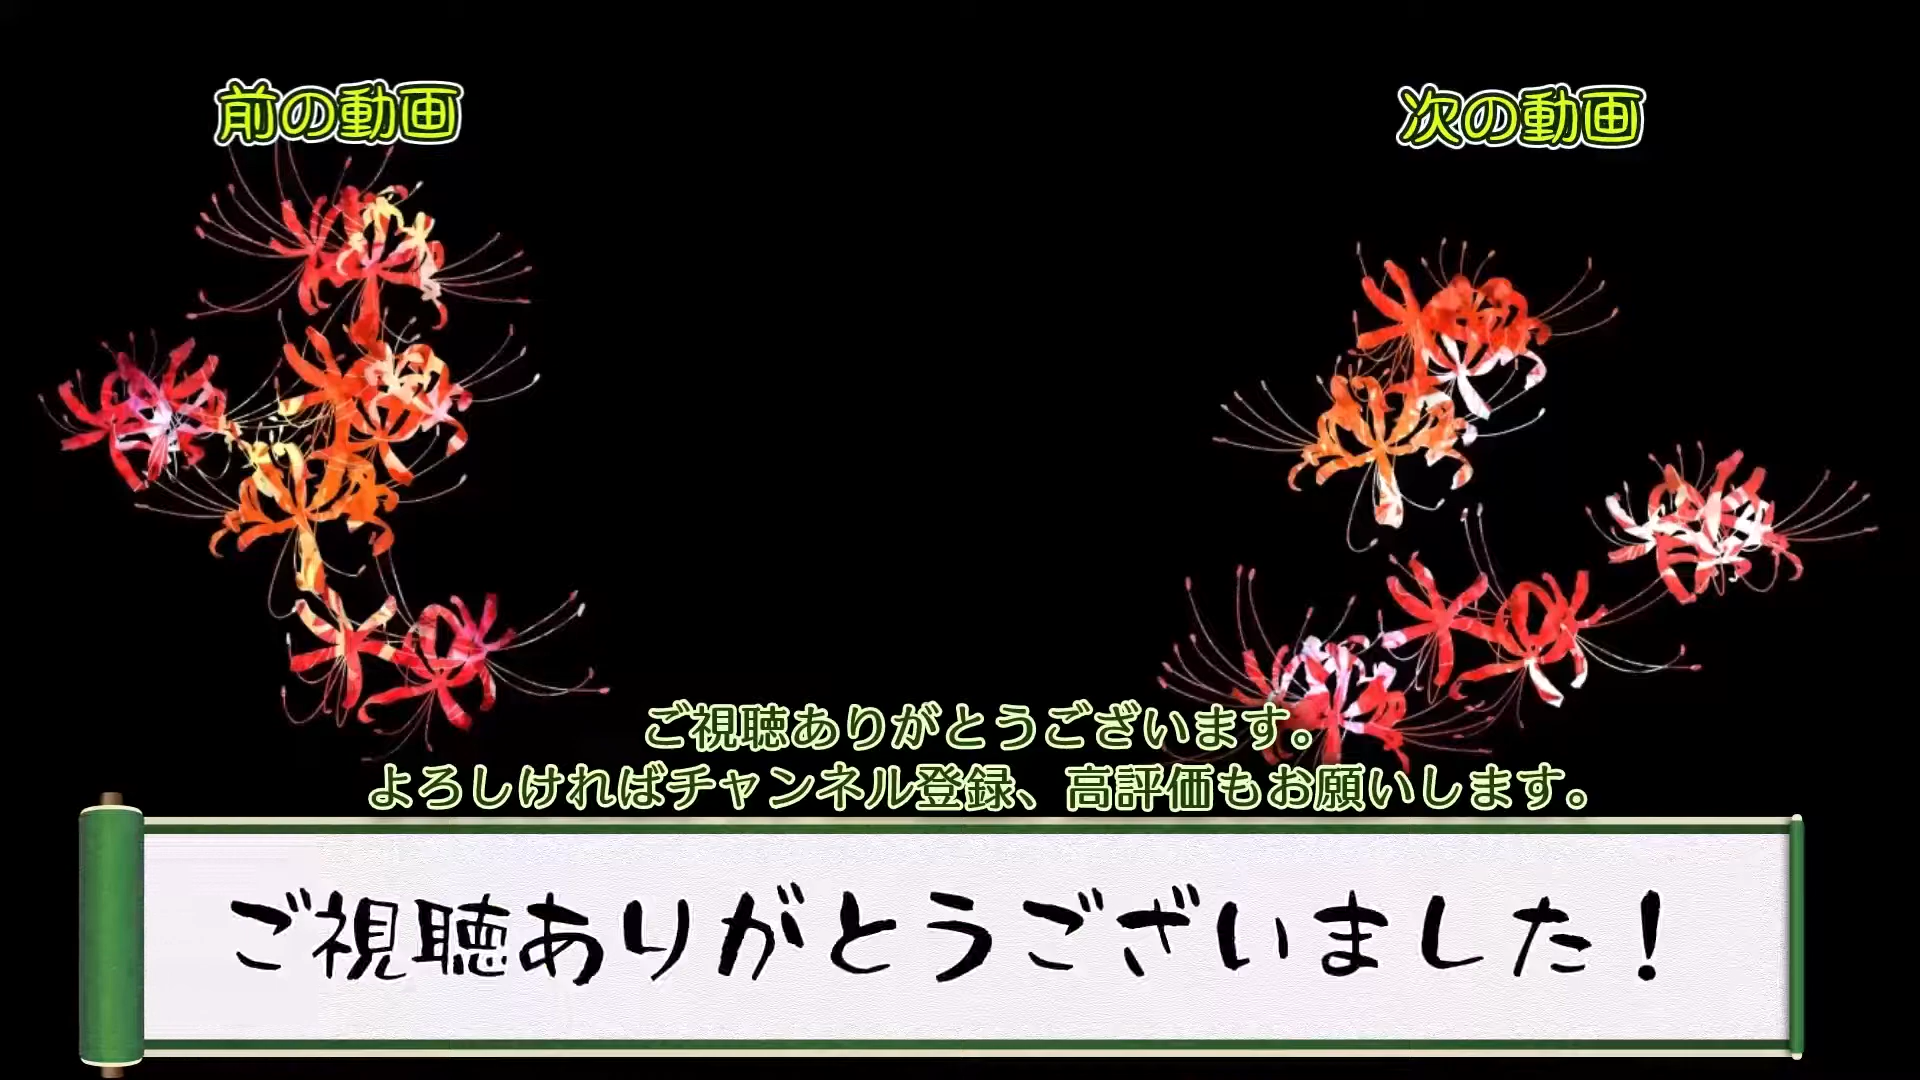 前の動画
次の動画
ご視聴ありがとうございます。
よろしければチャンネル登録、高評価もお願いします。
ご視聴ありがとうございました！